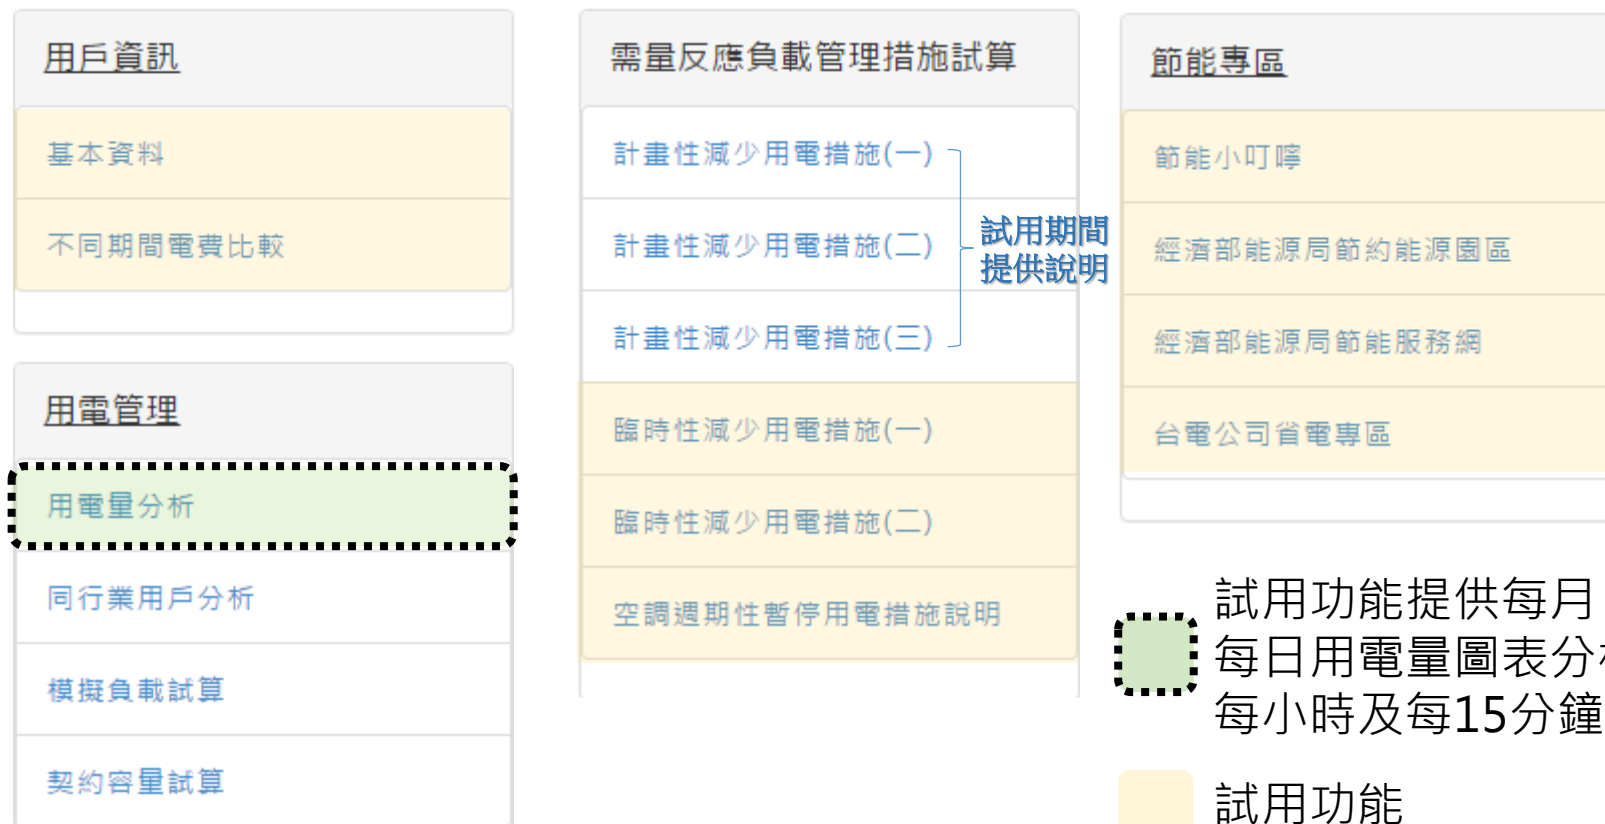 用戶資訊
基本資料
不同期間電費比較
用電管理
用電量分析
同行業用戶分析
模擬負載試算
契約容量試算
需量反應負載管理措施試算
計畫性減少用電措施(一)
計畫性減少用電措施(二)
計畫性減少用電措施(三)
試用期間
提供說明
臨時性減少用電措施(一)
臨時性減少用電措施(二)
空調週期性暫停用電措施說明
節能專區
節能小叮嚀
經濟部能源局節約能源園區
經濟部能源局節能服務網
台電公司省電專區
試用功能提供每月
每日用電量圖表分
每小時及每15分鐘
試用功能